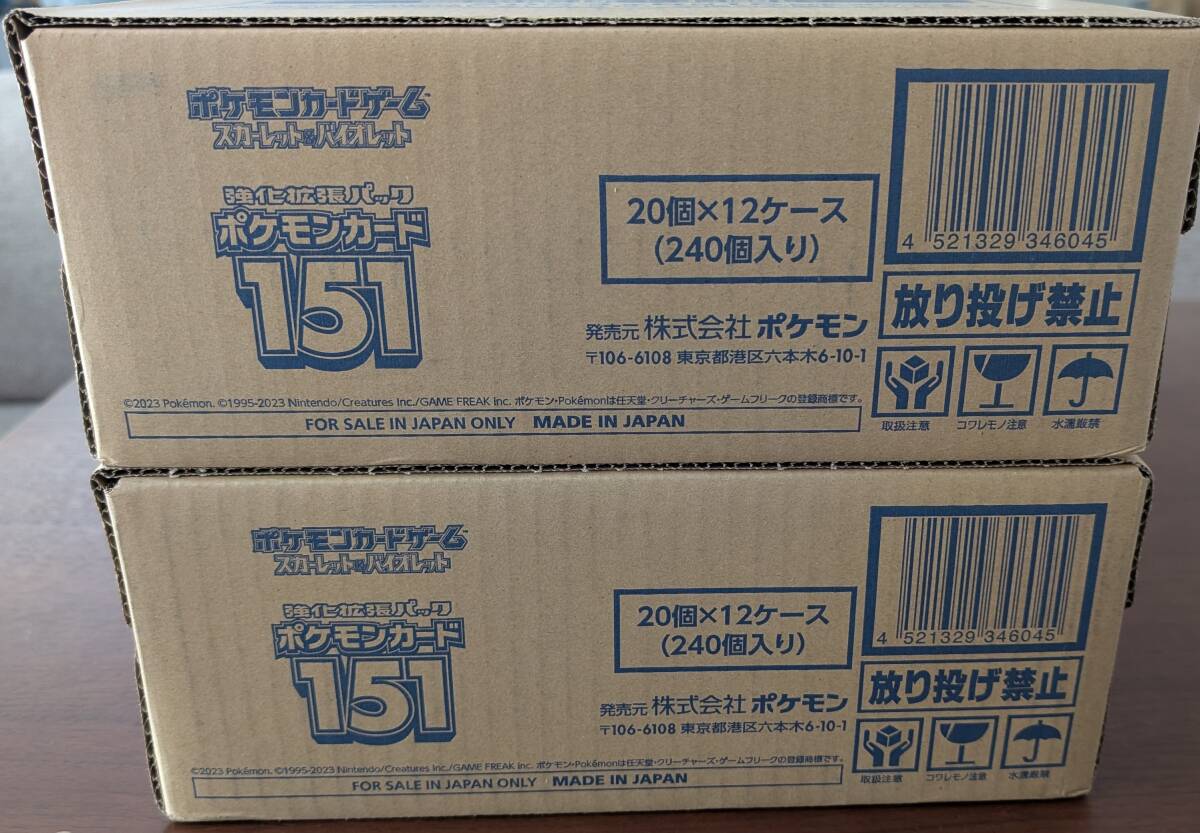 ポケモンカードゲーム
スカーレット&バイオレット
強化拡張パック
ポケモンカード
151
20個×12ケース
(240個入り)
4 521329 346045
発売元 株式会社 ポケモン
〒106-6108 東京都港区六本木6-10-1
放り投げ禁止
取扱注意 コワレモノ注意 水濡厳禁
©2023 Pokémon. ©1995-2023 Nintendo/Creatures Inc./GAME FREAK inc. ポケモン・Pokémonは任天堂・クリーチャーズ・ゲームフリークの登録商標です。
FOR SALE IN JAPAN ONLY MADE IN JAPAN
ポケモンカードゲーム
スカーレット&バイオレット
強化拡張パック
ポケモンカード
151
20個×12ケース
(240個入り)
4 521329 346045
発売元 株式会社 ポケモン
〒106-6108 東京都港区六本木6-10-1
放り投げ禁止
取扱注意 コワレモノ注意 水濡厳禁
©2023 Pokémon. ©1995-2023 Nintendo/Creatures Inc./GAME FREAK inc. ポケモン・Pokémonは任天堂・クリーチャーズ・ゲームフリークの登録商標です。
FOR SALE IN JAPAN ONLY MADE IN JAPAN